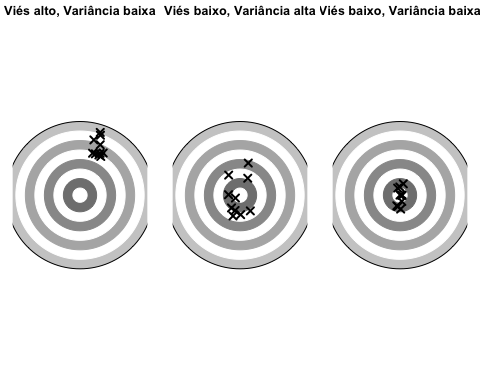 Viés alto, Variância baixa
Viés baixo, Variância alta
Viés baixo, Variância baixa